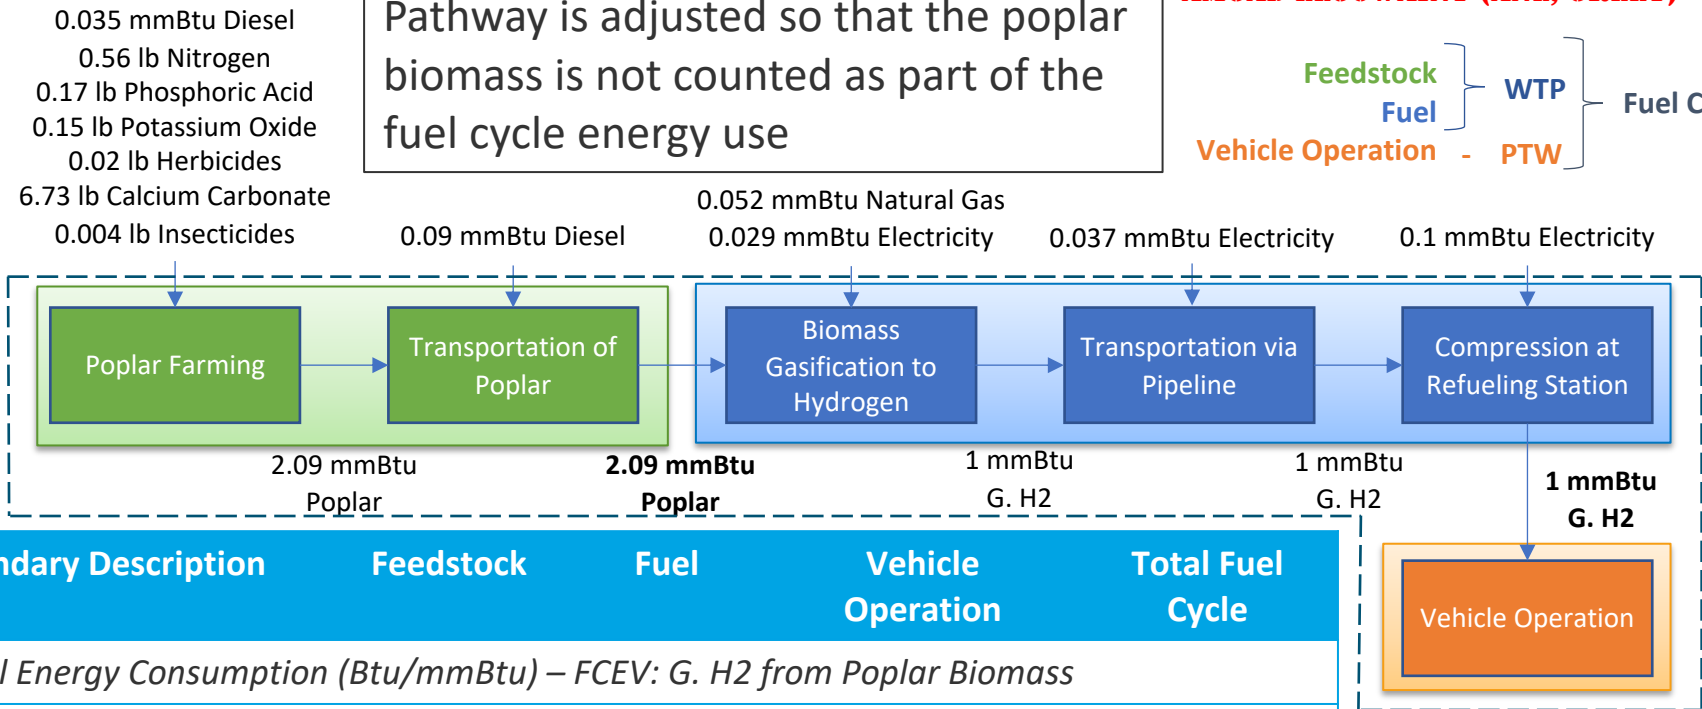 0.035 mmBtu Diesel
0.56 lb Nitrogen
0.17 lb Phosphoric Acid
0.15 lb Potassium Oxide
0.02 lb Herbicides
6.73 lb Calcium Carbonate
0.004 lb Insecticides
Pathway is adjusted so that the poplar
biomass is not counted as part of the
fuel cycle energy use
Feedstock
Fuel
WTP
Fuel C
Vehicle Operation - PTW
0.09 mmBtu Diesel
0.052 mmBtu Natural Gas
0.029 mmBtu Electricity
0.037 mmBtu Electricity
0.1 mmBtu Electricity
Poplar Farming
Transportation of
Poplar
Biomass
Gasification to
Hydrogen
Transportation via
Pipeline
Compression at
Refueling Station
2.09 mmBtu
Poplar
2.09 mmBtu
Poplar
1 mmBtu
G. H2
1 mmBtu
G. H2
1 mmBtu
G. H2
Vehicle Operation
ndary Description
Feedstock
Fuel
Vehicle
Operation
Total Fuel
Cycle
l Energy Consumption (Btu/mmBtu) – FCEV: G. H2 from Poplar Biomass